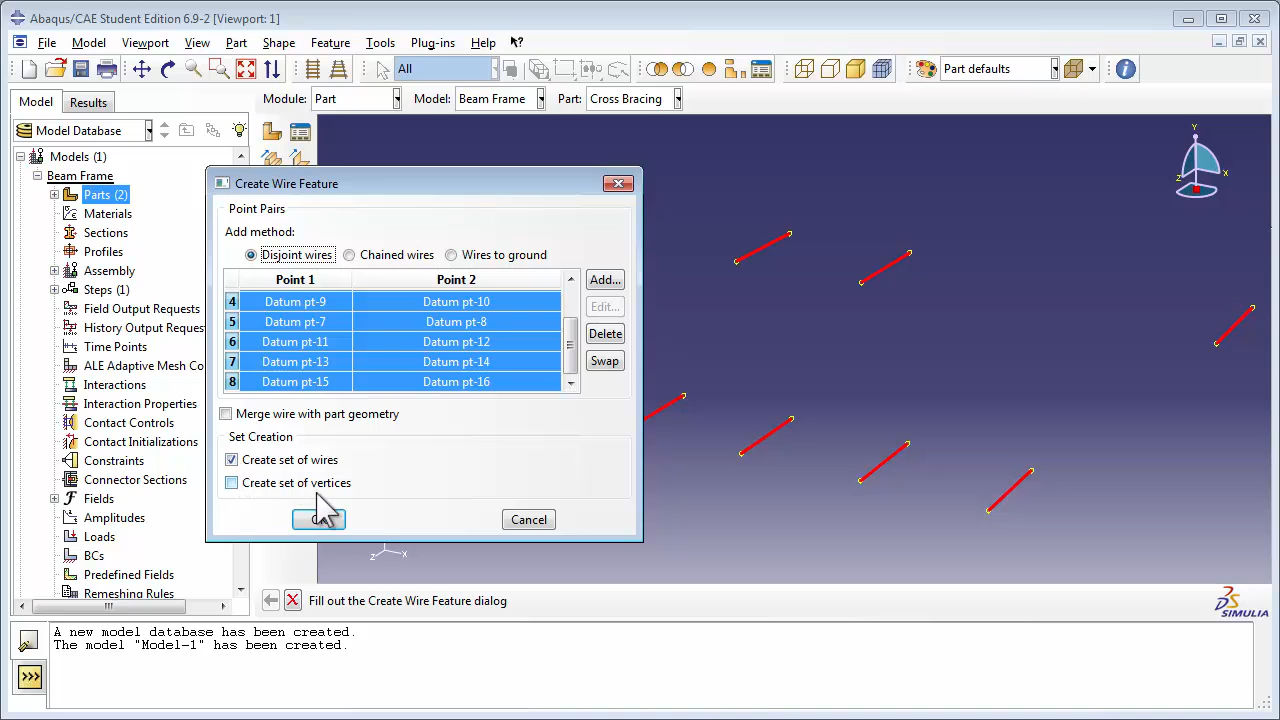 Abaqus/CAE Student Edition 6.9-2 [Viewport: 1]
File Model Viewport View Part Shape Feature Tools Plug-ins Help
All
Part defaults
Model Results
Module: Part Model: Beam Frame Part: Cross Bracing
Model Database
Models (1)
Beam Frame
Parts (2)
Materials
Sections
Profiles
Assembly
Steps (1)
Field Output Requests
History Output Reques
Time Points
ALE Adaptive Mesh Co
Interactions
Interaction Properties
Contact Controls
Contact Initializations
Constraints
Connector Sections
Fields
Amplitudes
Loads
BCs
Predefined Fields
Remeshing Rules
Create Wire Feature
Point Pairs
Add method:
Disjoint wires Chained wires Wires to ground
Point 1 Point 2
4 Datum pt-9 Datum pt-10
5 Datum pt-7 Datum pt-8
6 Datum pt-11 Datum pt-12
7 Datum pt-13 Datum pt-14
8 Datum pt-15 Datum pt-16
Add...
Edit...
Delete
Swap
Merge wire with part geometry
Set Creation
Create set of wires
Create set of vertices
Cancel
Y
X
Z
Z X
Fill out the Create Wire Feature dialog
SIMULIA
A new model database has been created.
The model "Model-1" has been created.
>>>